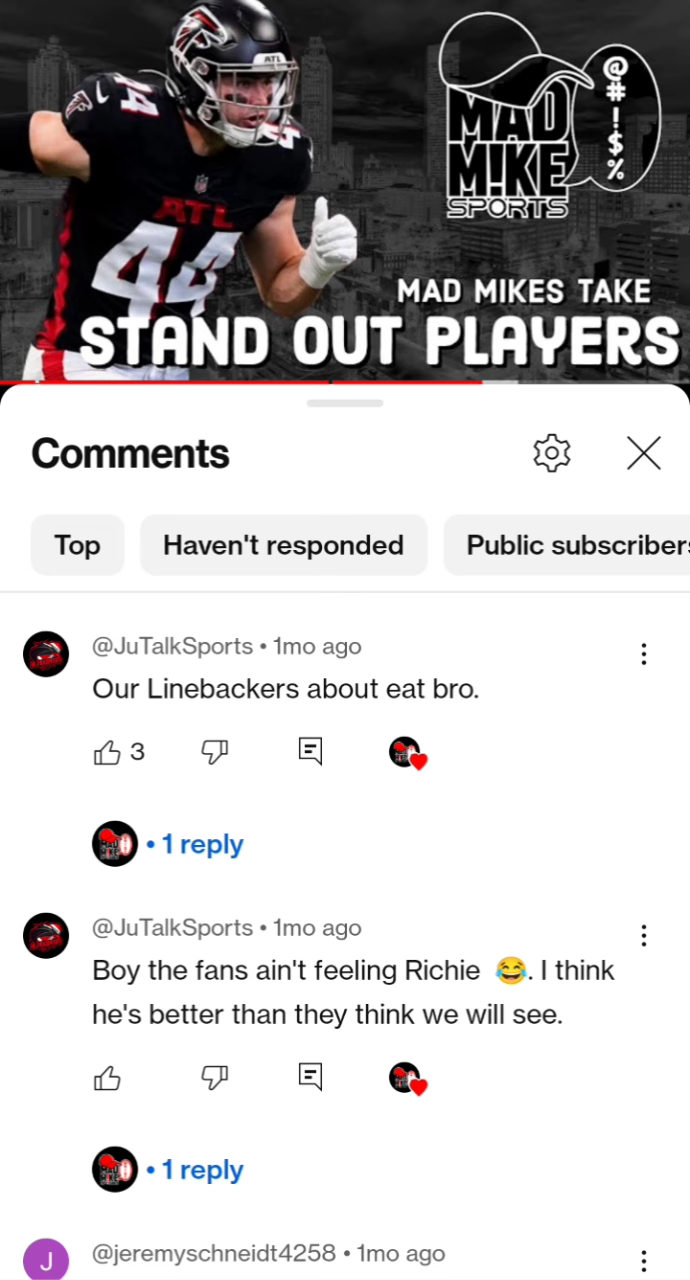 44
ATL
ATL
44
@#!$%
MAD
M!KE
SPORTS
MAD MIKES TAKE
STAND OUT PLAYERS
Comments
Top
Haven't responded
Public subscribers
@JuTalkSports • 1mo ago
Our Linebackers about eat bro.
3
• 1 reply
@JuTalkSports • 1mo ago
Boy the fans ain't feeling Richie 😂. I think
he's better than they think we will see.
• 1 reply
J
@jeremyschneidt4258 • 1mo ago